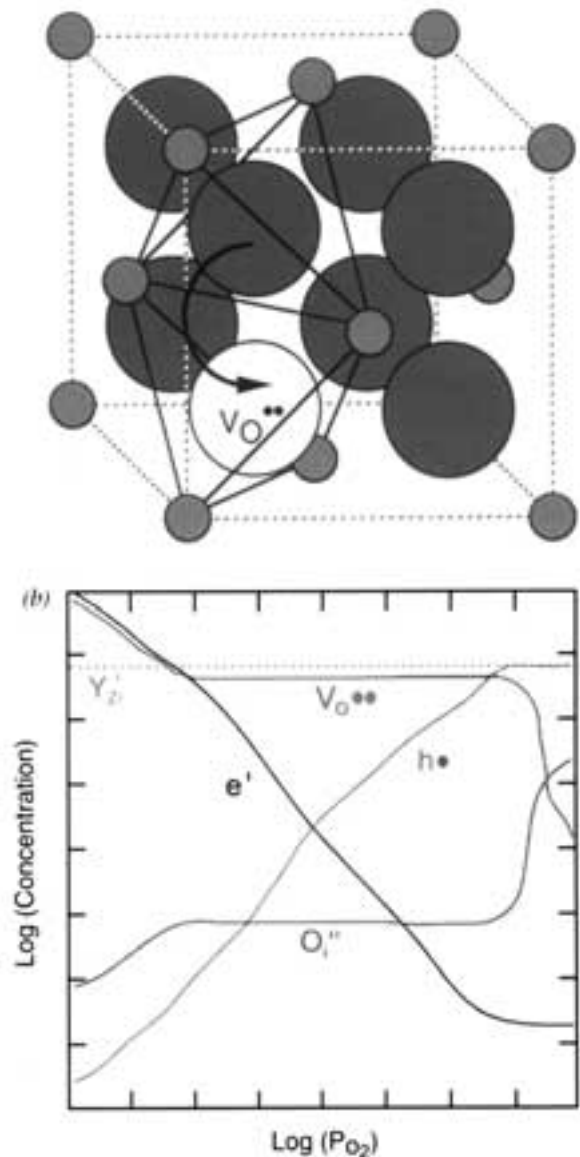 V_O••
(b)
Y_Zr'
V_O••
h•
e'
O_i''
Log (Concentration)
Log (P_O2)